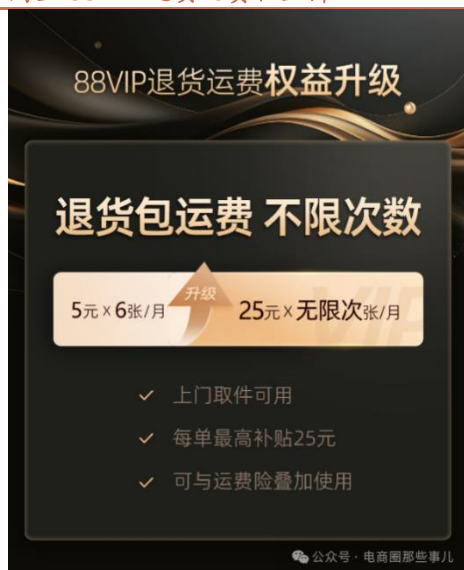 88VIP退货运费权益升级
退货包运费 不限次数
5元×6张/月
升级
25元×无限次张/月
上门取件可用
每单最高补贴25元
可与运费险叠加使用
公众号·电商圈那些事儿